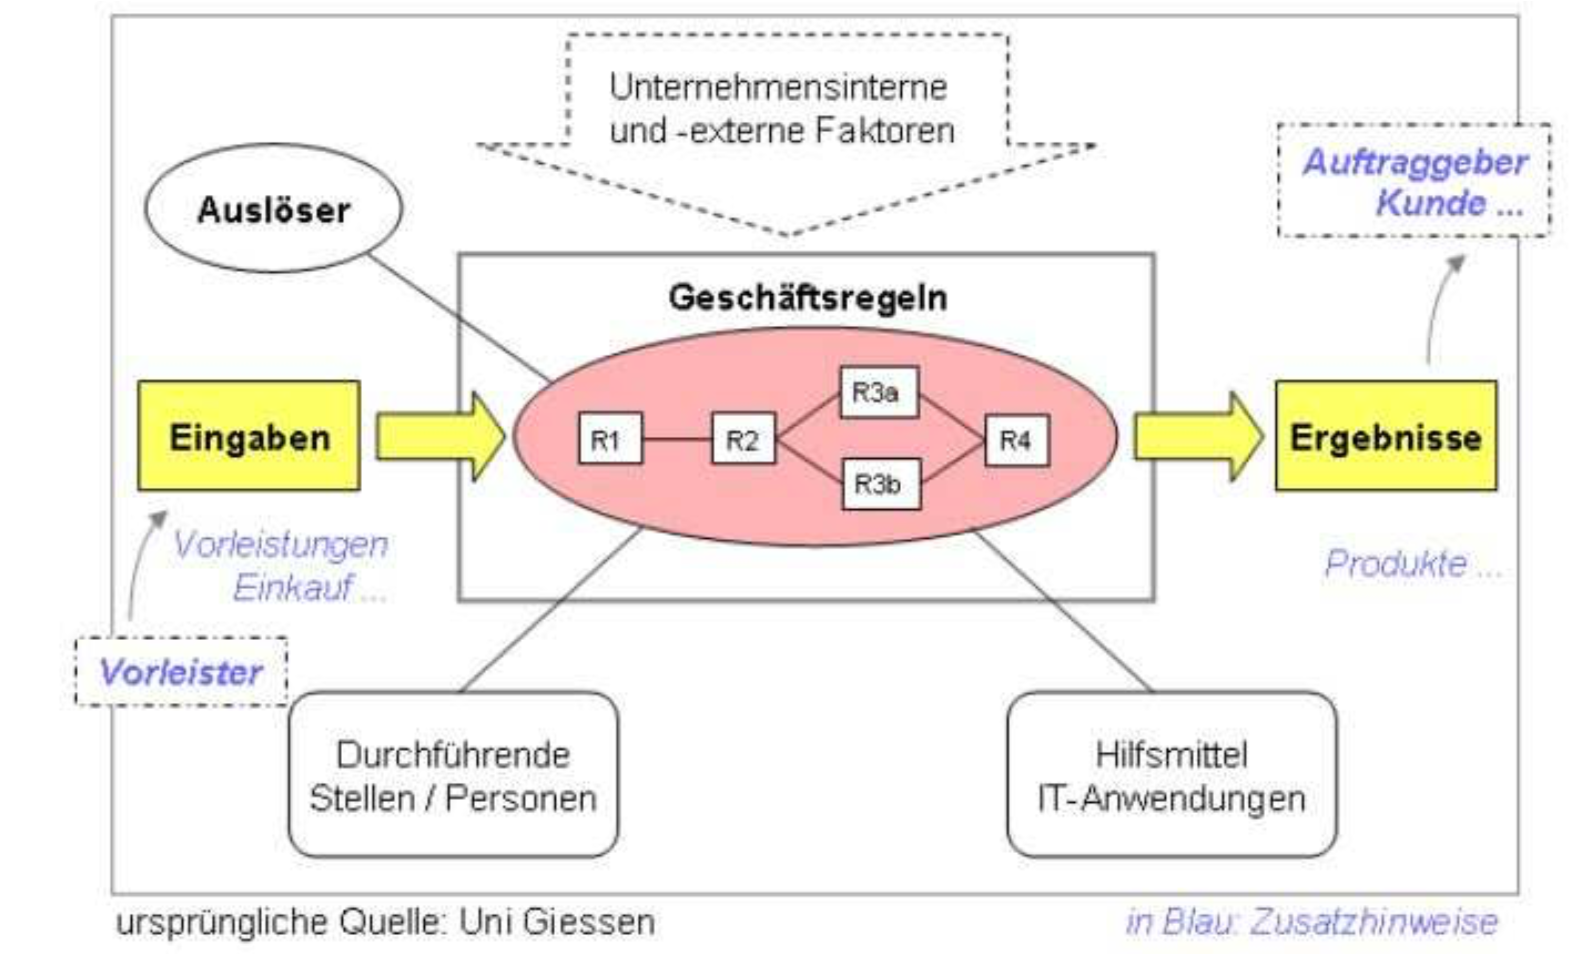 Unternehmensinterne
und -externe Faktoren
Auftraggeber
Kunde ...
Auslöser
Geschäftsregeln
Eingaben
R1
R2
R3a
R3b
R4
Ergebnisse
Vorleistungen
Einkauf ...
Produkte ...
Vorleister
Durchführende
Stellen / Personen
Hilfsmittel
IT-Anwendungen
ursprüngliche Quelle: Uni Giessen
in Blau: Zusatzhinweise